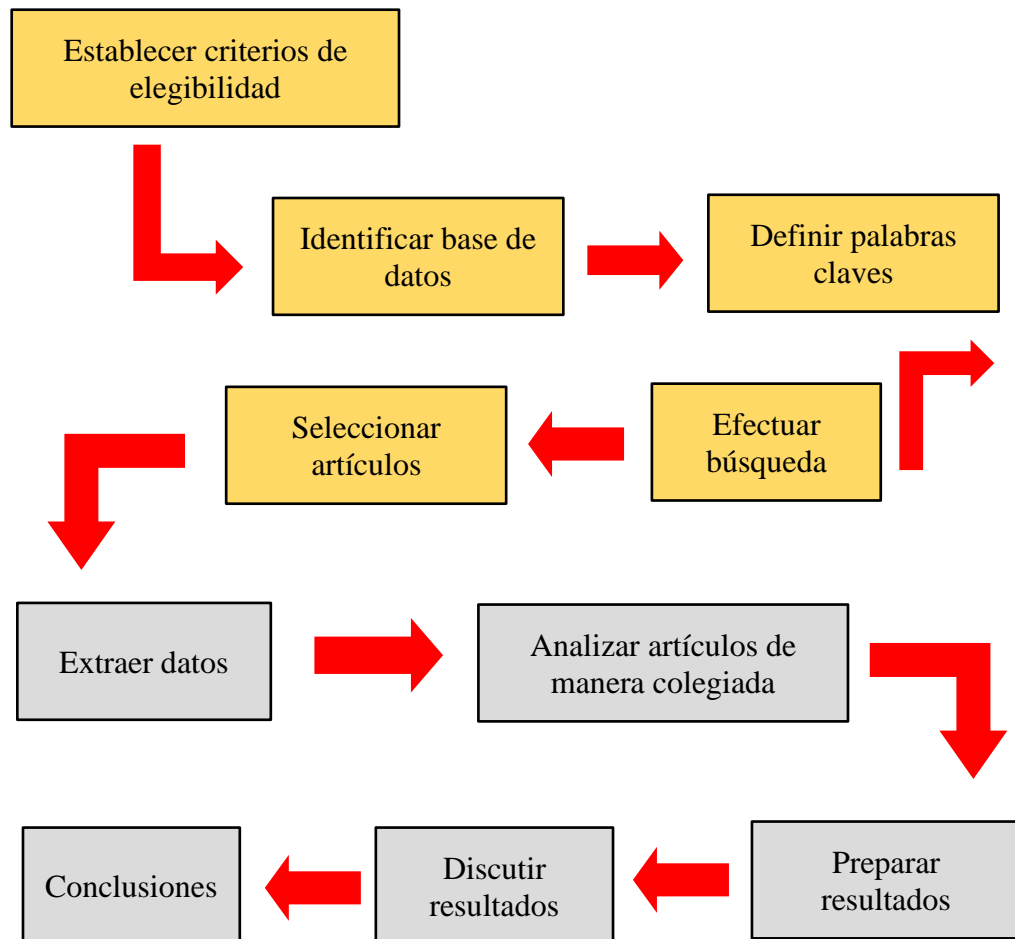 Establecer criterios de
elegibilidad
Identificar base de
datos
Definir palabras
claves
Seleccionar
artículos
Efectuar
búsqueda
Extraer datos
Analizar artículos de
manera colegiada
Conclusiones
Discutir
resultados
Preparar
resultados